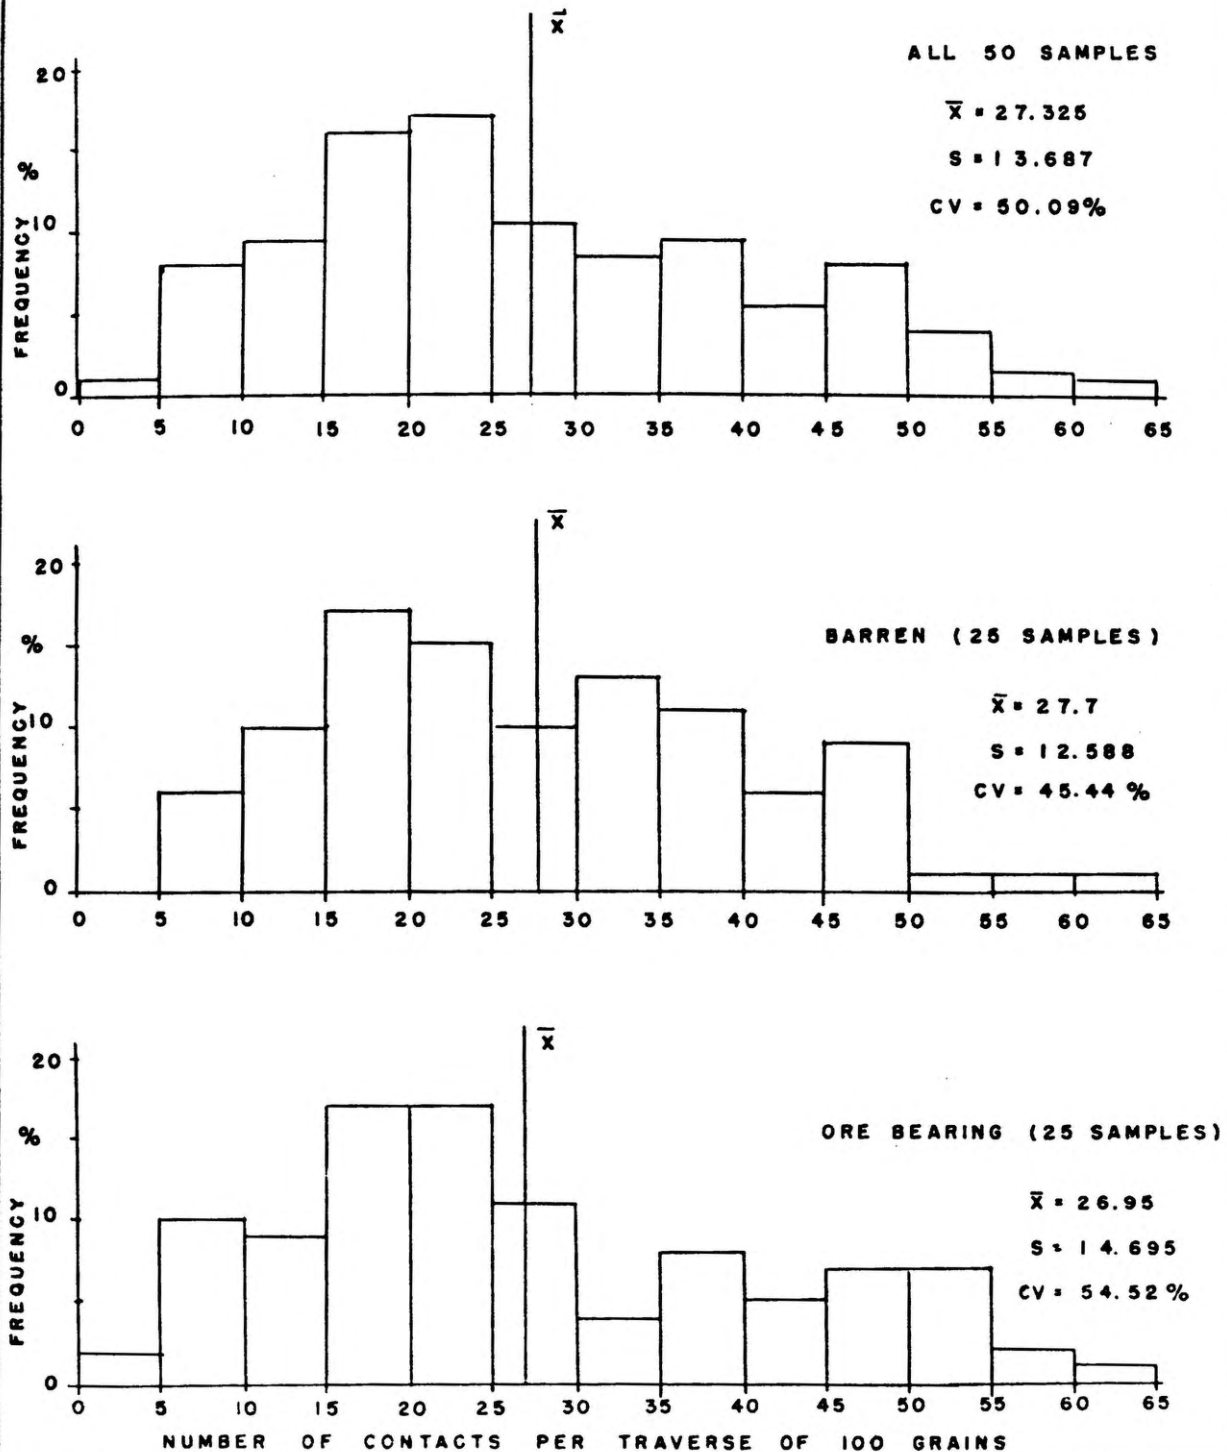 X̄
ALL 50 SAMPLES
X̄ = 27.325
S = 13.687
CV = 50.09%
20
%
10
0
FREQUENCY
0 5 10 15 20 25 30 35 40 45 50 55 60 65
X̄
BARREN (25 SAMPLES)
X̄ = 27.7
S = 12.588
CV = 45.44 %
20
%
10
0
FREQUENCY
0 5 10 15 20 25 30 35 40 45 50 55 60 65
X̄
ORE BEARING (25 SAMPLES)
X̄ = 26.95
S = 14.695
CV = 54.52 %
20
%
10
0
FREQUENCY
0 5 10 15 20 25 30 35 40 45 50 55 60 65
NUMBER OF CONTACTS PER TRAVERSE OF 100 GRAINS